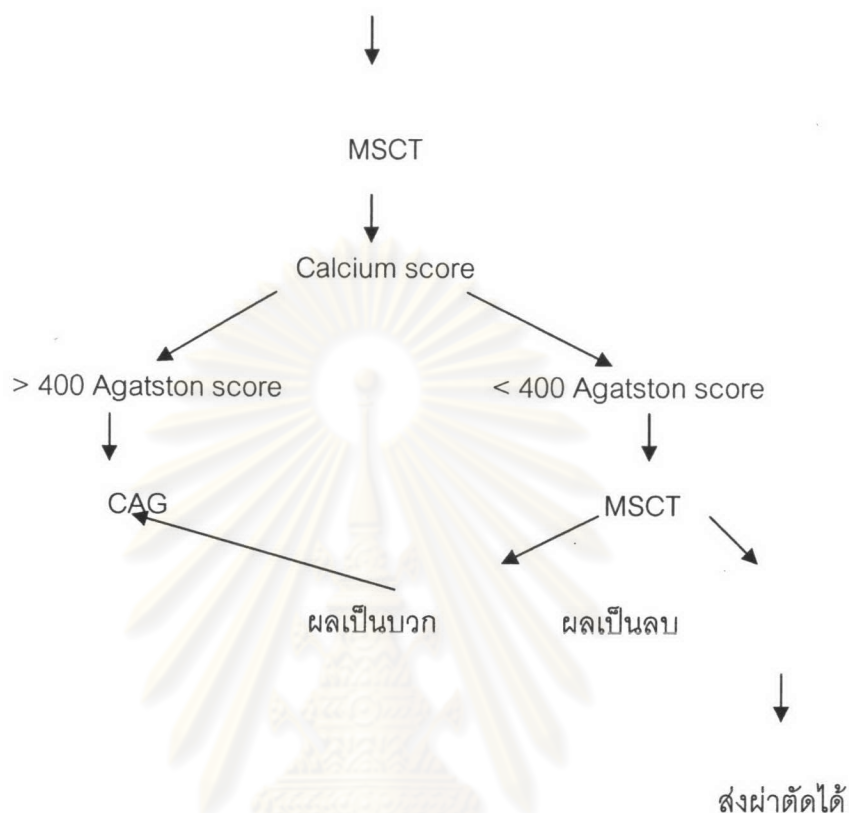 MSCT
Calcium score
> 400 Agatston score < 400 Agatston score
CAG MSCT
ผลเป็นบวก ผลเป็นลบ
ส่งผ่าตัดได้